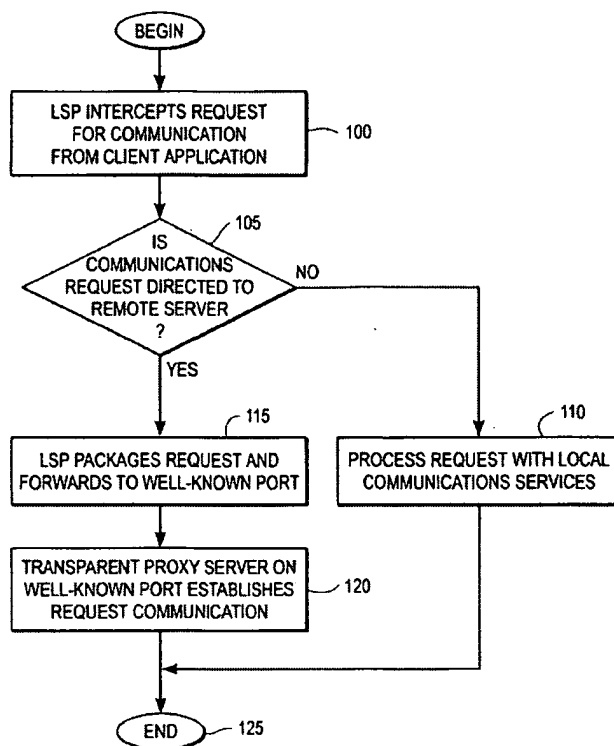 BEGIN
LSP INTERCEPTS REQUEST
FOR COMMUNICATION
FROM CLIENT APPLICATION
100
105
IS
COMMUNICATIONS
REQUEST DIRECTED TO
REMOTE SERVER
?
NO
YES
115
LSP PACKAGES REQUEST AND
FORWARDS TO WELL-KNOWN PORT
110
PROCESS REQUEST WITH LOCAL
COMMUNICATIONS SERVICES
TRANSPARENT PROXY SERVER ON
WELL-KNOWN PORT ESTABLISHES
REQUEST COMMUNICATION
120
END
125